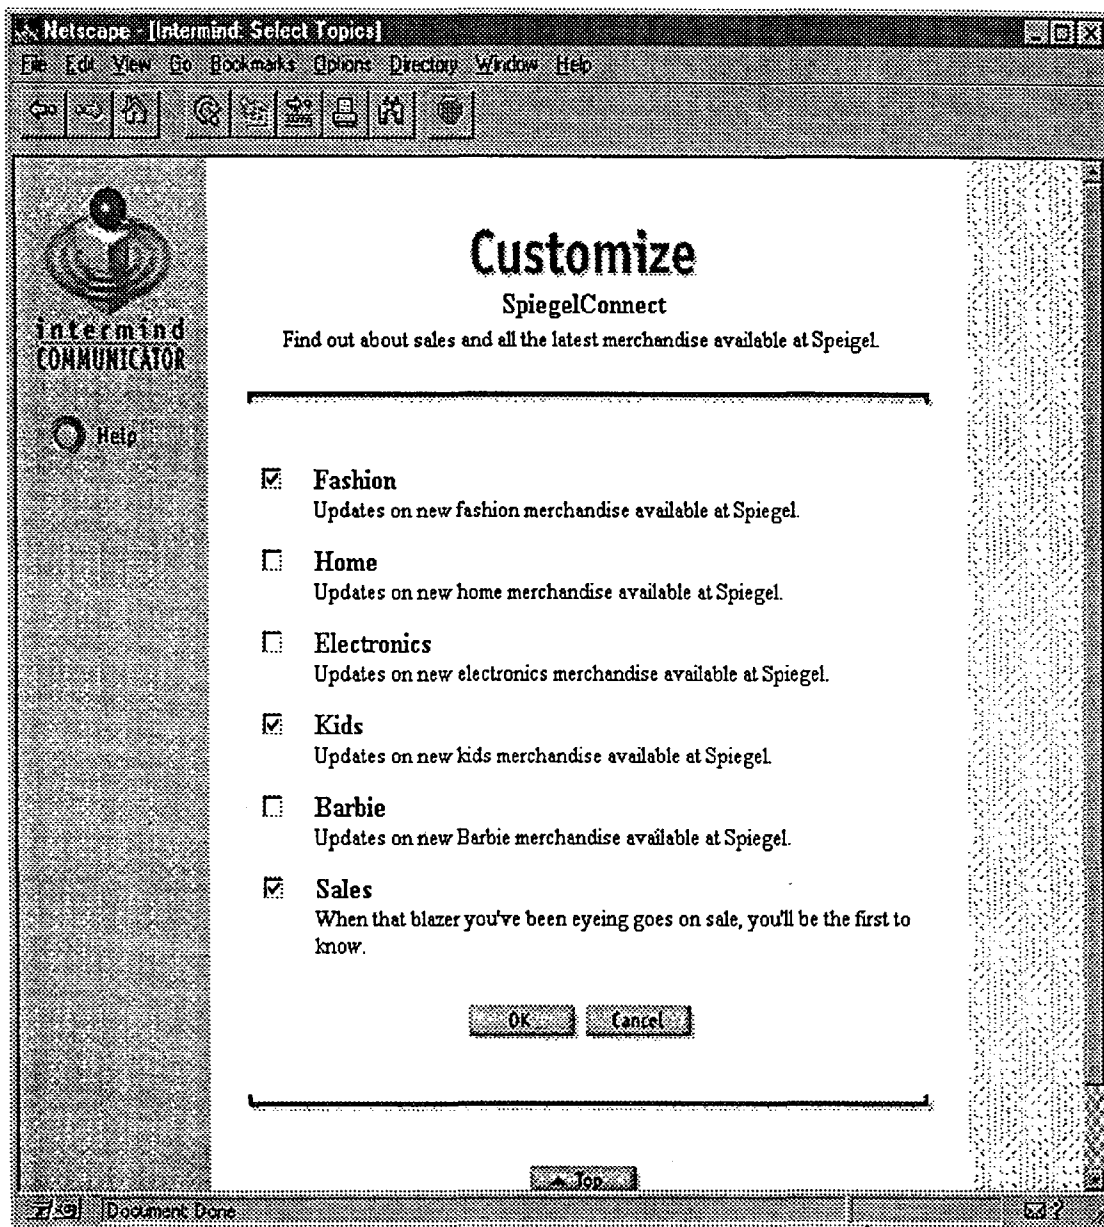 Netscape - [Intermind: Select Topics]
File Edit View Go Bookmarks Options Directory Window Help
intermind
COMMUNICATOR
Help
Customize
SpiegelConnect
Find out about sales and all the latest merchandise available at Speigel.
Fashion
Updates on new fashion merchandise available at Spiegel.
Home
Updates on new home merchandise available at Spiegel.
Electronics
Updates on new electronics merchandise available at Spiegel.
Kids
Updates on new kids merchandise available at Spiegel.
Barbie
Updates on new Barbie merchandise available at Spiegel.
Sales
When that blazer you've been eyeing goes on sale, you'll be the first to
know.
OK Cancel
Top
Document: Done